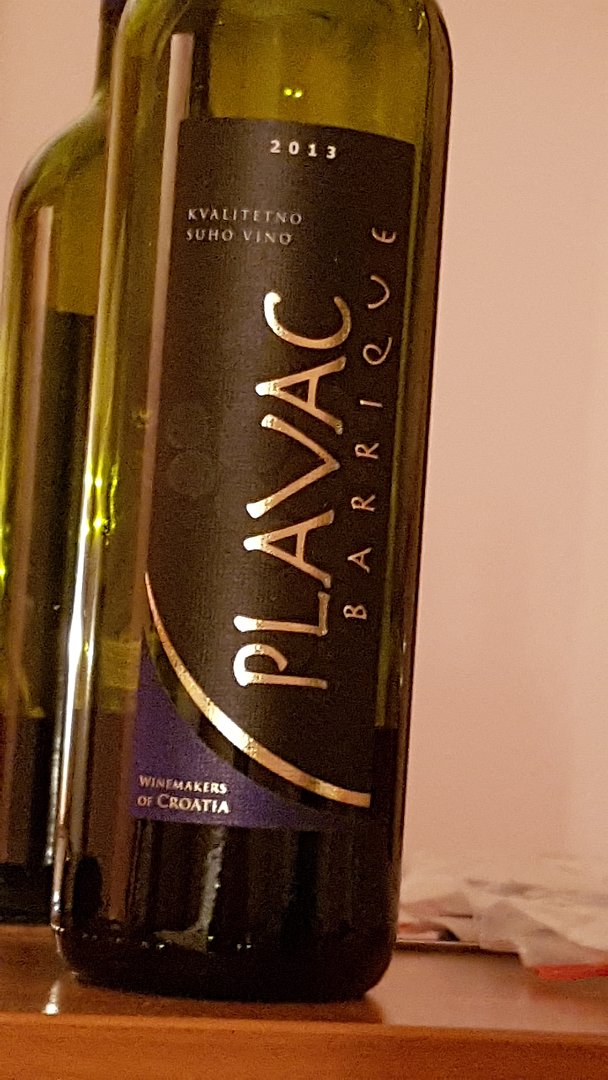 2013
KVALITETNO
SUHO VINO
PLAVAC
BARRIQUE
WINEMAKERS
OF CROATIA